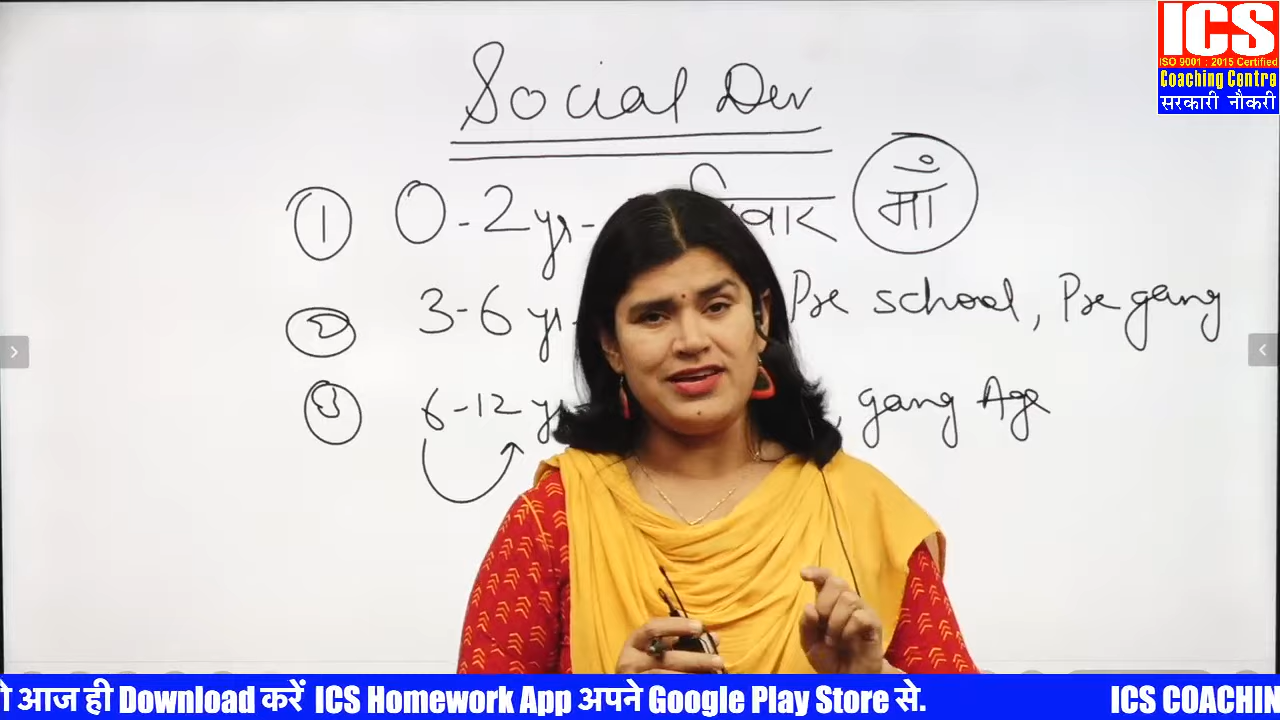 ICS
ISO 9001 : 2015 Certified
Coaching Centre
सरकारी नौकरी
Social Dev
① 0-2 yr- माँ
② 3-6 yr- Pre school, Pre gang
③ 6-12 yr , gang Age
आज ही Download करें ICS Homework App अपने Google Play Store से. ICS